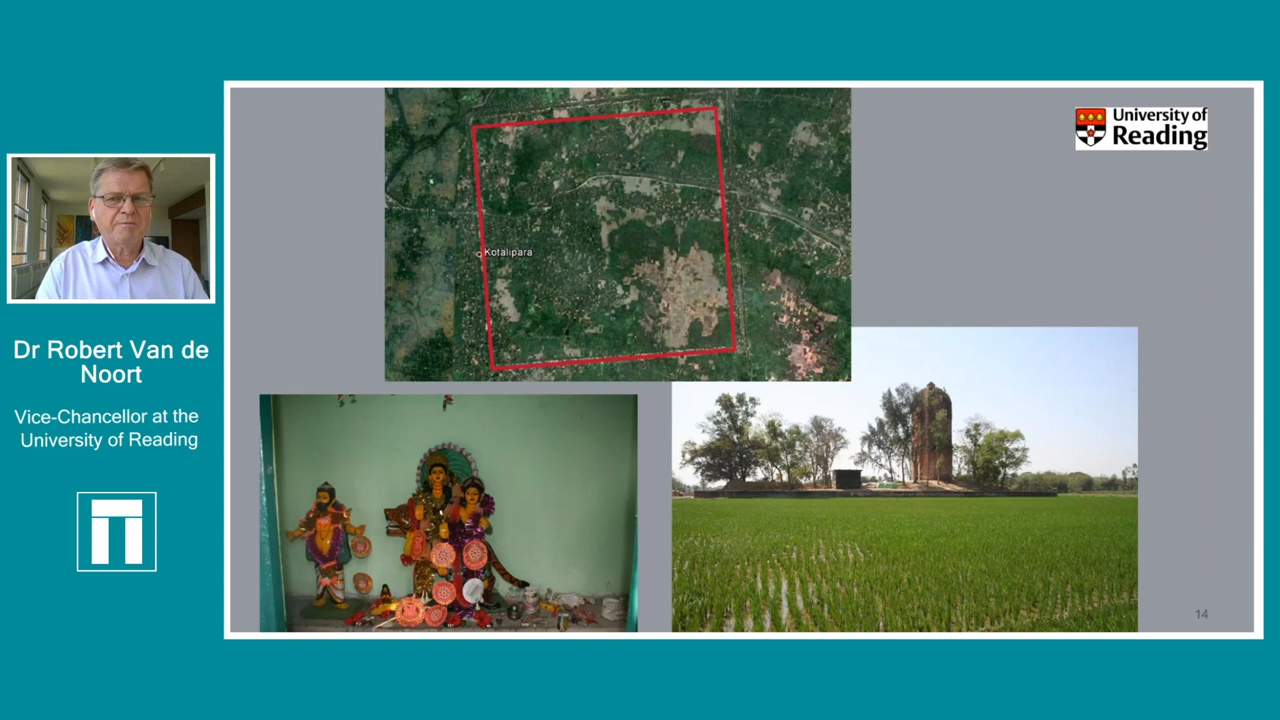 Dr Robert Van de
Noort
Vice-Chancellor at the
University of Reading
Kotalipara
University of
Reading
14